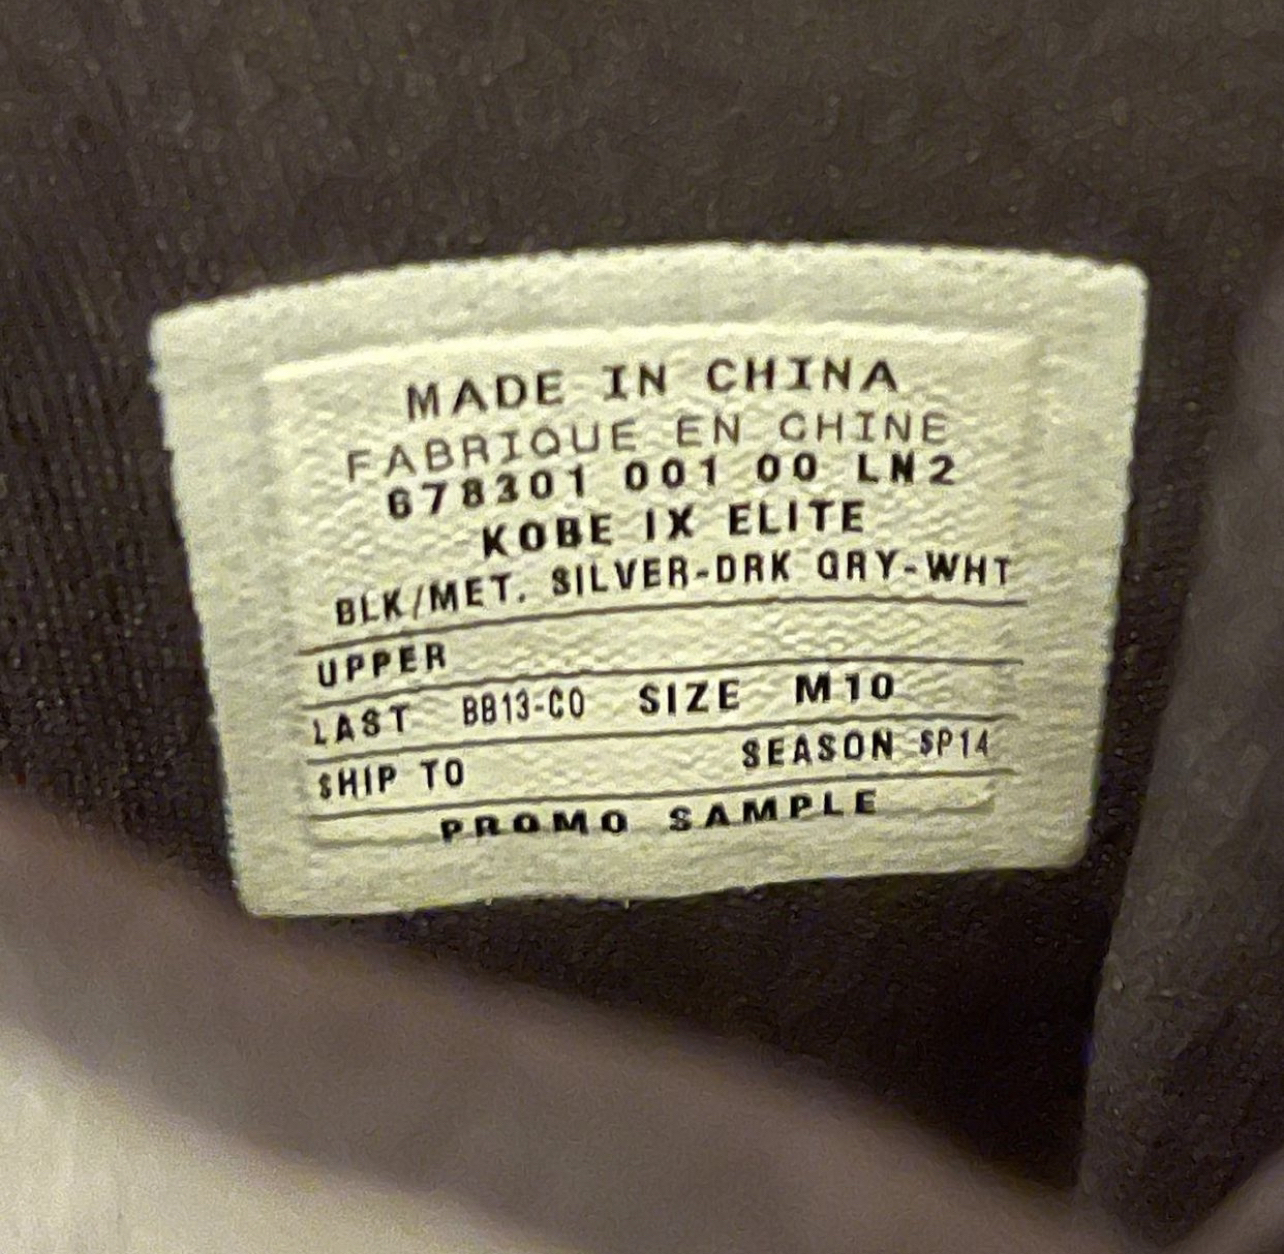 MADE IN CHINA
FABRIQUE EN CHINE
678301 001 00 LN2
KOBE IX ELITE
BLK/MET. SILVER-DRK GRY-WHT
UPPER
LAST BB13-CO SIZE M10
SHIP TO SEASON SP14
PROMO SAMPLE